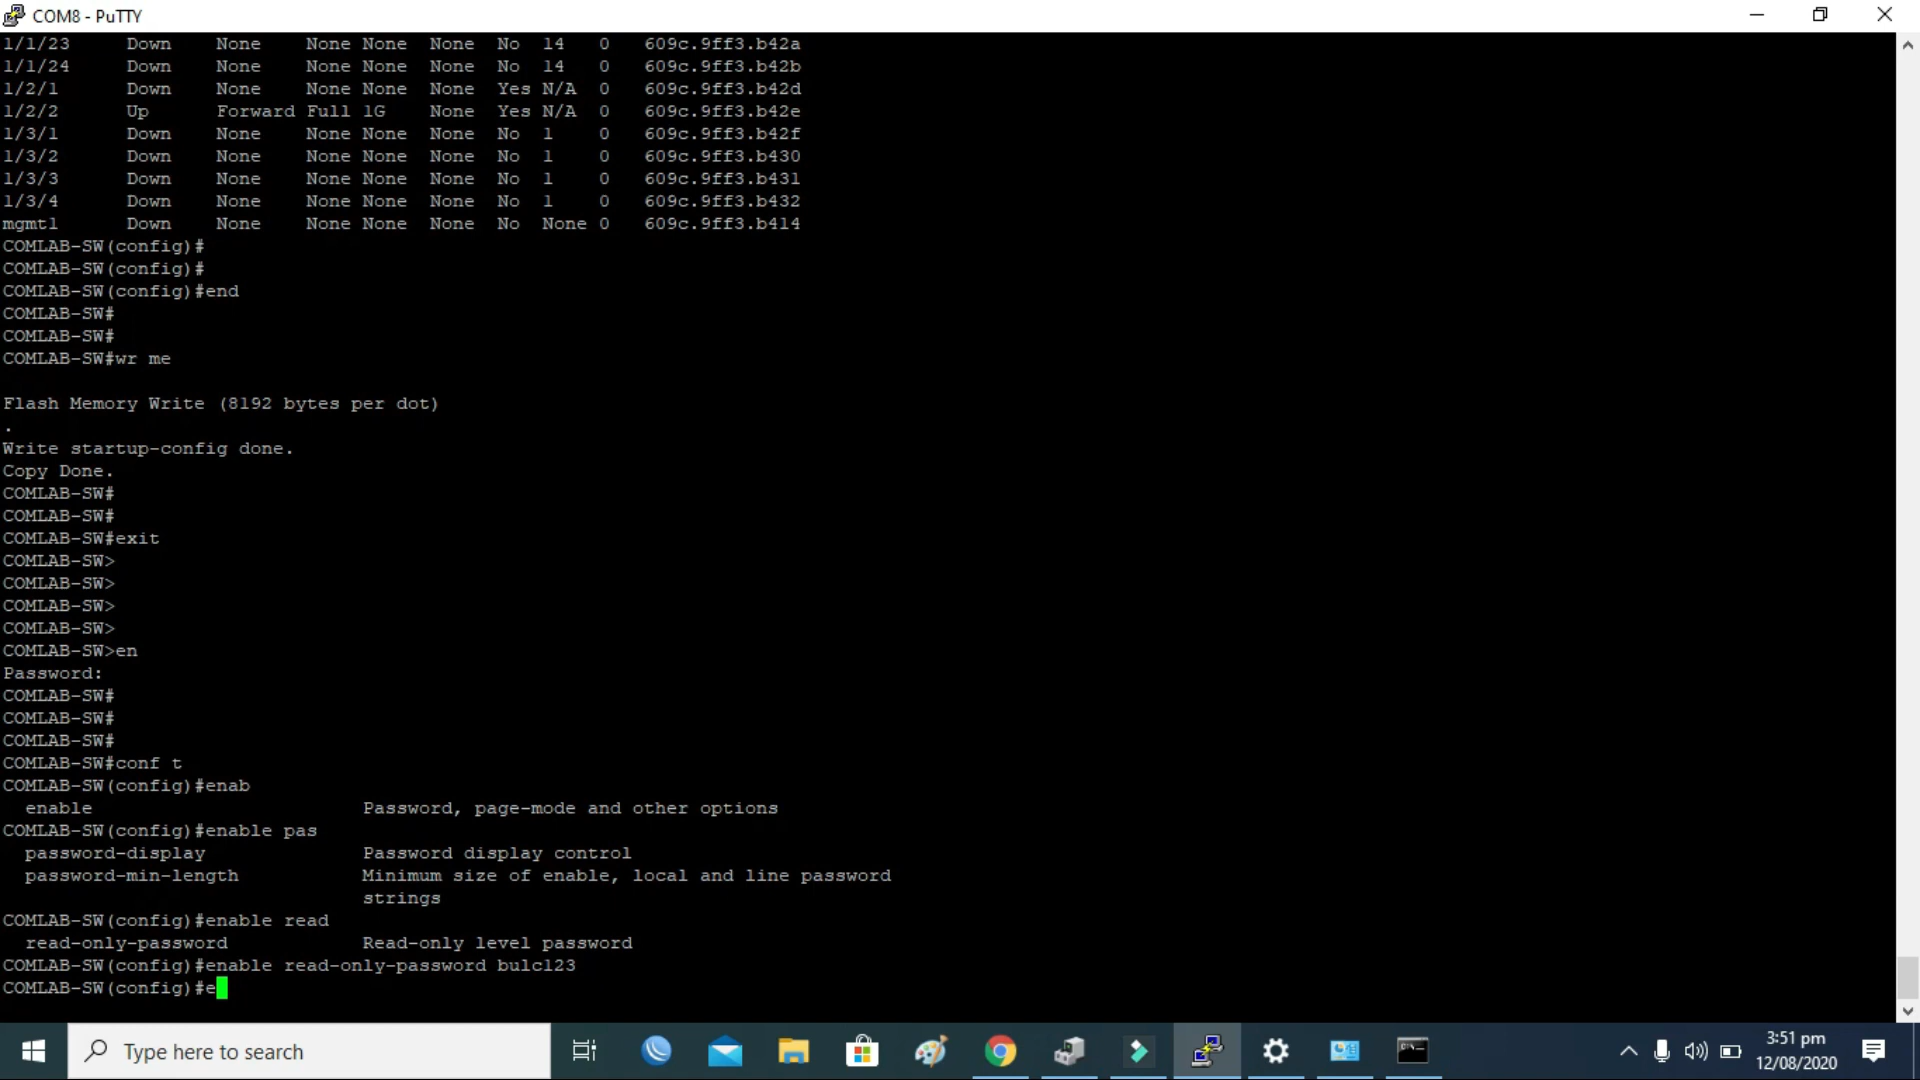 COM8 - PuTTY
1/1/23 Down None None None None No 14 0 609c.9ff3.b42a
1/1/24 Down None None None None No 14 0 609c.9ff3.b42b
1/2/1 Down None None None None Yes N/A 0 609c.9ff3.b42d
1/2/2 Up Forward Full 1G None Yes N/A 0 609c.9ff3.b42e
1/3/1 Down None None None None No 1 0 609c.9ff3.b42f
1/3/2 Down None None None None No 1 0 609c.9ff3.b430
1/3/3 Down None None None None No 1 0 609c.9ff3.b431
1/3/4 Down None None None None No 1 0 609c.9ff3.b432
mgmt1 Down None None None None No None 0 609c.9ff3.b414
COMLAB-SW(config)#
COMLAB-SW(config)#
COMLAB-SW(config)#end
COMLAB-SW#
COMLAB-SW#
COMLAB-SW#wr me
Flash Memory Write (8192 bytes per dot)
.
Write startup-config done.
Copy Done.
COMLAB-SW#
COMLAB-SW#
COMLAB-SW#exit
COMLAB-SW>
COMLAB-SW>
COMLAB-SW>
COMLAB-SW>
COMLAB-SW>en
Password:
COMLAB-SW#
COMLAB-SW#
COMLAB-SW#
COMLAB-SW#conf t
COMLAB-SW(config)#enab
enable Password, page-mode and other options
COMLAB-SW(config)#enable pas
password-display Password display control
password-min-length Minimum size of enable, local and line password
strings
COMLAB-SW(config)#enable read
read-only-password Read-only level password
COMLAB-SW(config)#enable read-only-password bulc123
COMLAB-SW(config)#e
Type here to search
3:51 pm
12/08/2020